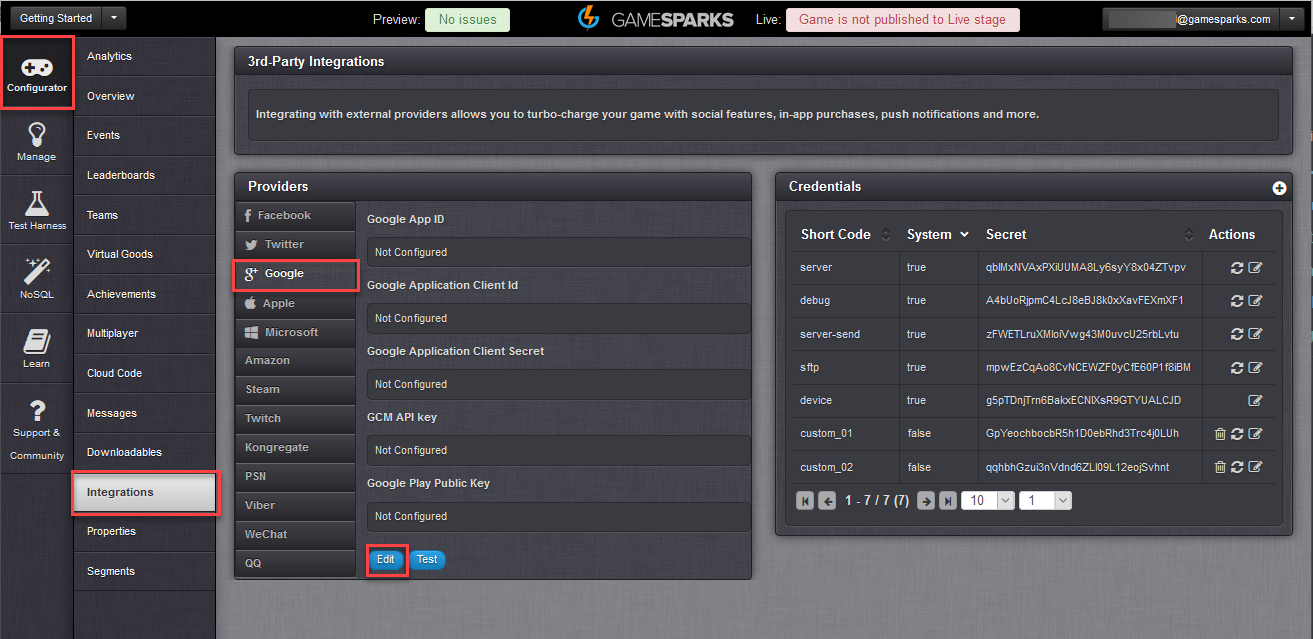 Getting Started
Preview: No issues
GAMESPARKS
Live: Game is not published to Live stage
@gamesparks.com
Configurator
Manage
Test Harness
NoSQL
Learn
Support &
Community
Analytics
Overview
Events
Leaderboards
Teams
Virtual Goods
Achievements
Multiplayer
Cloud Code
Messages
Downloadables
Integrations
Properties
Segments
3rd-Party Integrations
Integrating with external providers allows you to turbo-charge your game with social features, in-app purchases, push notifications and more.
Providers
Facebook
Twitter
Google
Apple
Microsoft
Amazon
Steam
Twitch
Kongregate
PSN
Viber
WeChat
QQ
Google App ID
Not Configured
Google Application Client Id
Not Configured
Google Application Client Secret
Not Configured
GCM API key
Not Configured
Google Play Public Key
Not Configured
Edit Test
Credentials
Short Code System Secret Actions
server true qblMxNVAxPXiUUMA8Ly6syY8x04ZTvpv
debug true A4bUoRjpmC4LcJ8eBJ8k0xXavFEXmXF1
server-send true zFWETLruXMloiVwg43M0uvcU25rbLvtu
sftp true mpwEzCqAo8CvNCEWZF0yCfE60P1f8iBM
device true g5pTDnjTrn6BakxECNlXsR9GTYUALCJD
custom_01 false GpYeochbocbR5h1D0ebRhd3Trc4j0LUh
custom_02 false qqhbhGzui3nVdnd6ZLl09L12eojSvhnt
1 - 7 / 7 (7) 10 1